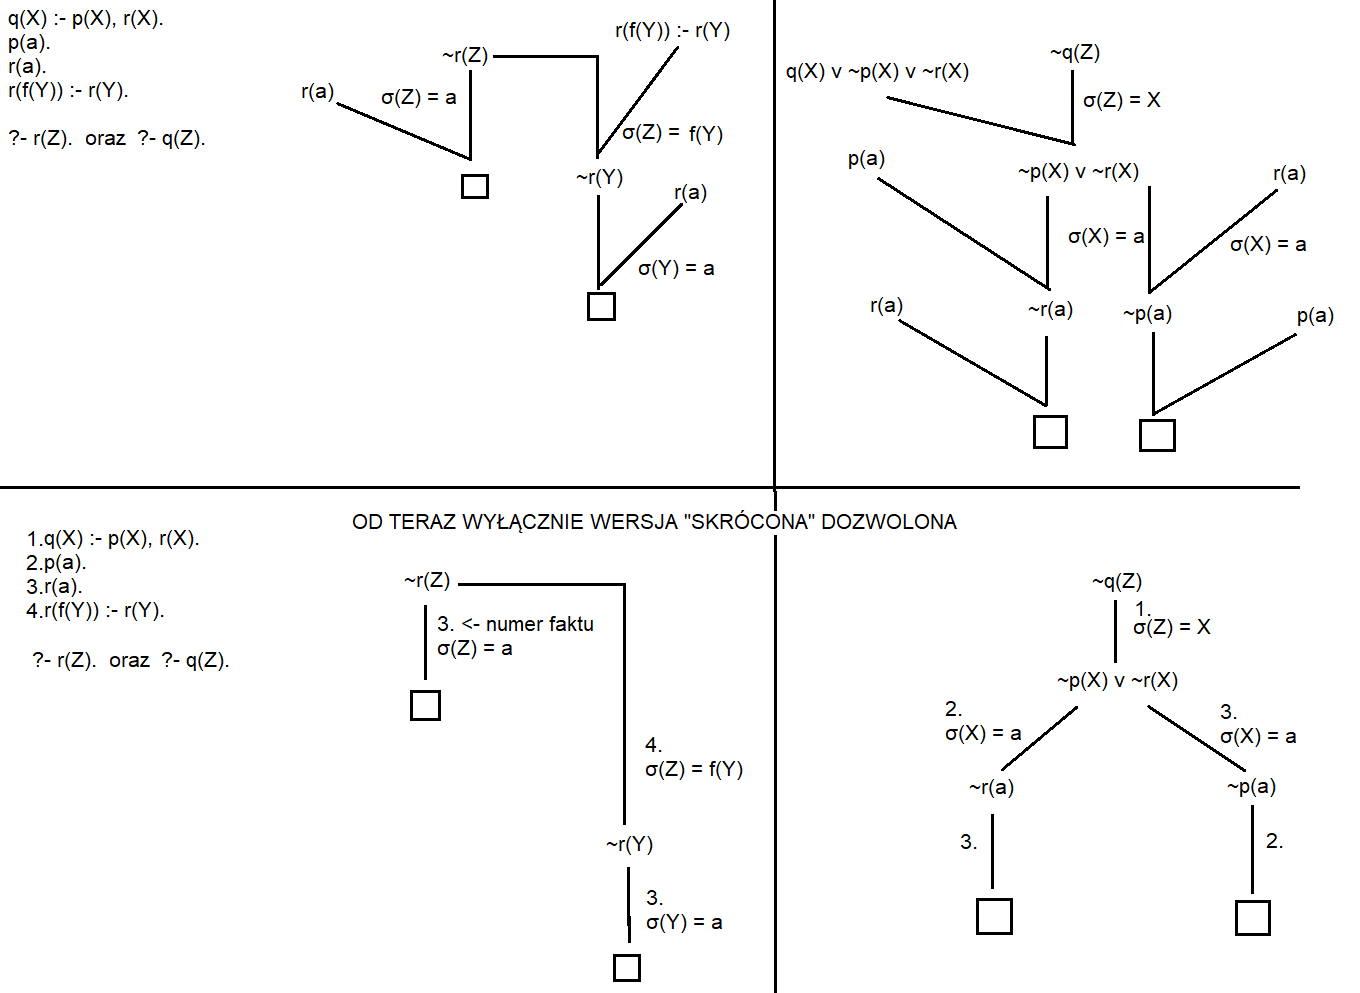 q(X) :- p(X), r(X).
p(a).
r(a).
r(f(Y)) :- r(Y).
?- r(Z).  oraz  ?- q(Z).
r(f(Y)) :- r(Y)
~r(Z)
r(a)
σ(Z) = a
σ(Z) = f(Y)
~r(Y)
r(a)
σ(Y) = a
~q(Z)
q(X) v ~p(X) v ~r(X)
σ(Z) = X
p(a)
~p(X) v ~r(X)
r(a)
σ(X) = a
σ(X) = a
r(a)
~r(a)
~p(a)
p(a)
OD TERAZ WYŁĄCZNIE WERSJA "SKRÓCONA" DOZWOLONA
1.q(X) :- p(X), r(X).
2.p(a).
3.r(a).
4.r(f(Y)) :- r(Y).
?- r(Z).  oraz  ?- q(Z).
~r(Z)
3. <- numer faktu
σ(Z) = a
4.
σ(Z) = f(Y)
~r(Y)
3.
σ(Y) = a
~q(Z)
1.
σ(Z) = X
~p(X) v ~r(X)
2.
σ(X) = a
3.
σ(X) = a
~r(a)
~p(a)
3.
2.